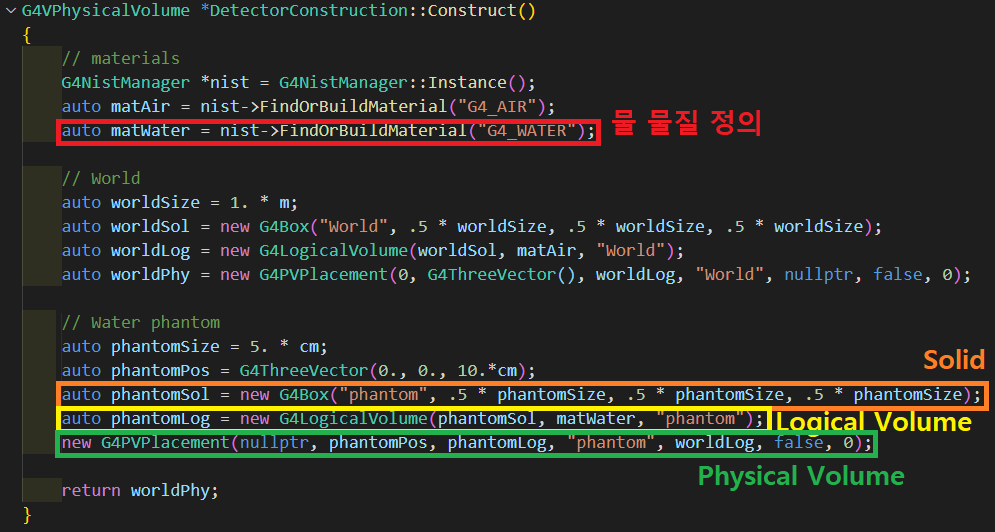 G4VPhysicalVolume *DetectorConstruction::Construct()
{
// materials
G4NistManager *nist = G4NistManager::Instance();
auto matAir = nist->FindOrBuildMaterial("G4_AIR");
auto matWater = nist->FindOrBuildMaterial("G4_WATER"); 물 물질 정의
// World
auto worldSize = 1. * m;
auto worldSol = new G4Box("World", .5 * worldSize, .5 * worldSize, .5 * worldSize);
auto worldLog = new G4LogicalVolume(worldSol, matAir, "World");
auto worldPhy = new G4PVPlacement(0, G4ThreeVector(), worldLog, "World", nullptr, false, 0);
// Water phantom
auto phantomSize = 5. * cm;
auto phantomPos = G4ThreeVector(0., 0., 10.*cm);
Solid
auto phantomSol = new G4Box("phantom", .5 * phantomSize, .5 * phantomSize, .5 * phantomSize);
auto phantomLog = new G4LogicalVolume(phantomSol, matWater, "phantom"); Logical Volume
new G4PVPlacement(nullptr, phantomPos, phantomLog, "phantom", worldLog, false, 0);
Physical Volume
return worldPhy;
}